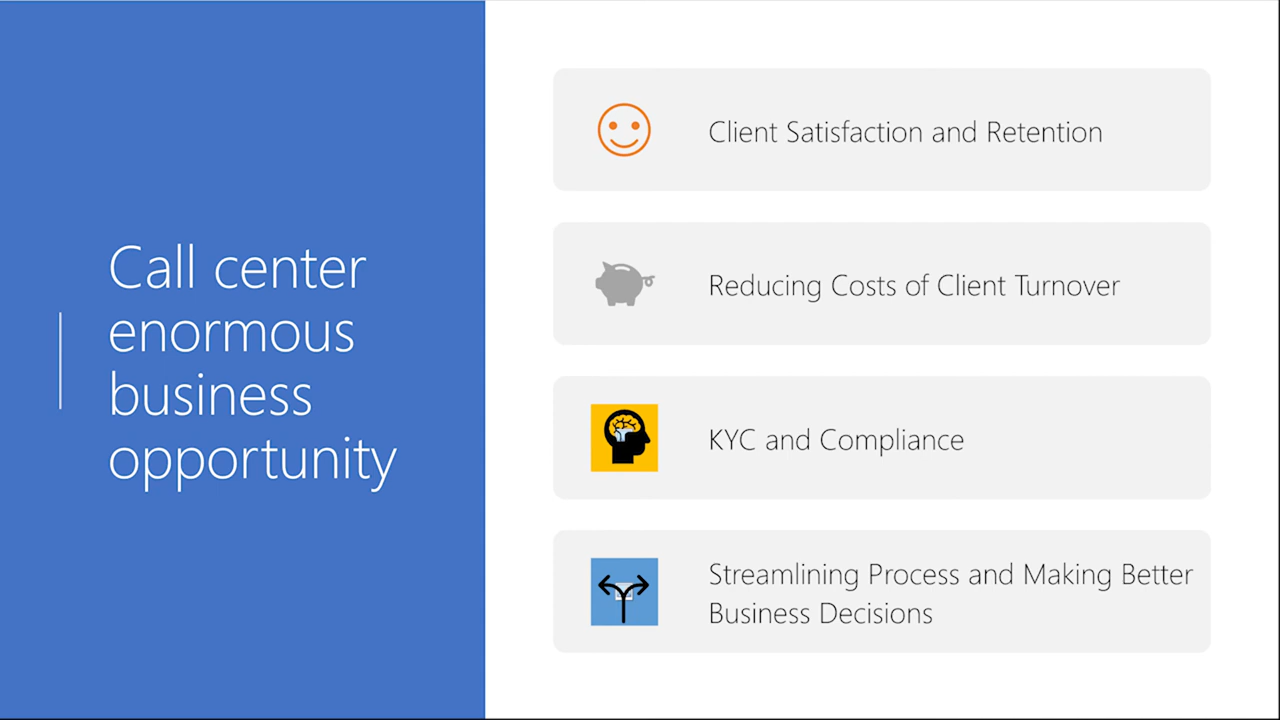 Call center
enormous
business
opportunity
Client Satisfaction and Retention
Reducing Costs of Client Turnover
KYC and Compliance
Streamlining Process and Making Better
Business Decisions